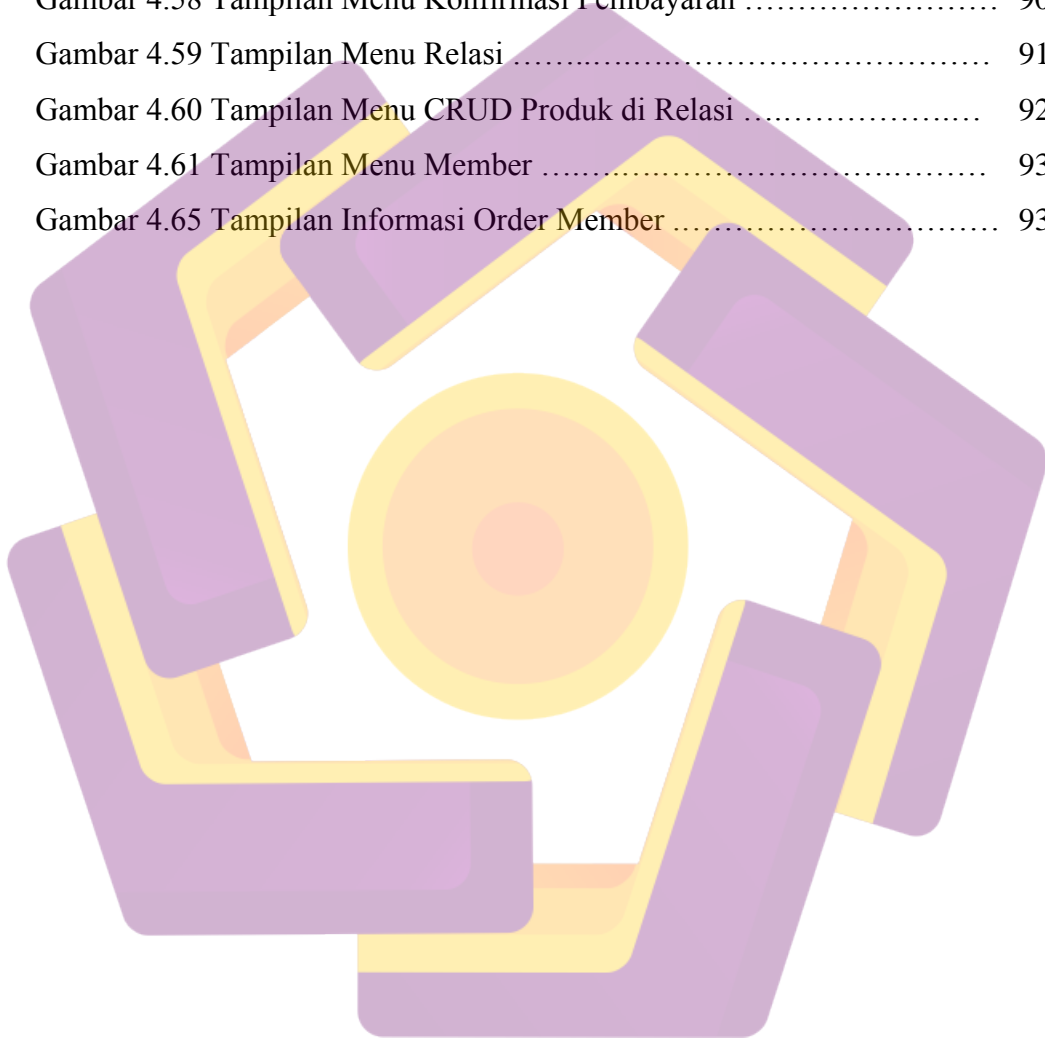 Gambar 4.58 Tampilan Menu Konfirmasi Pembayaran …………………… 90
Gambar 4.59 Tampilan Menu Relasi …………………………………………… 91
Gambar 4.60 Tampilan Menu CRUD Produk di Relasi …………………… 92
Gambar 4.61 Tampilan Menu Member ………………………………………… 93
Gambar 4.65 Tampilan Informasi Order Member …………………………… 93